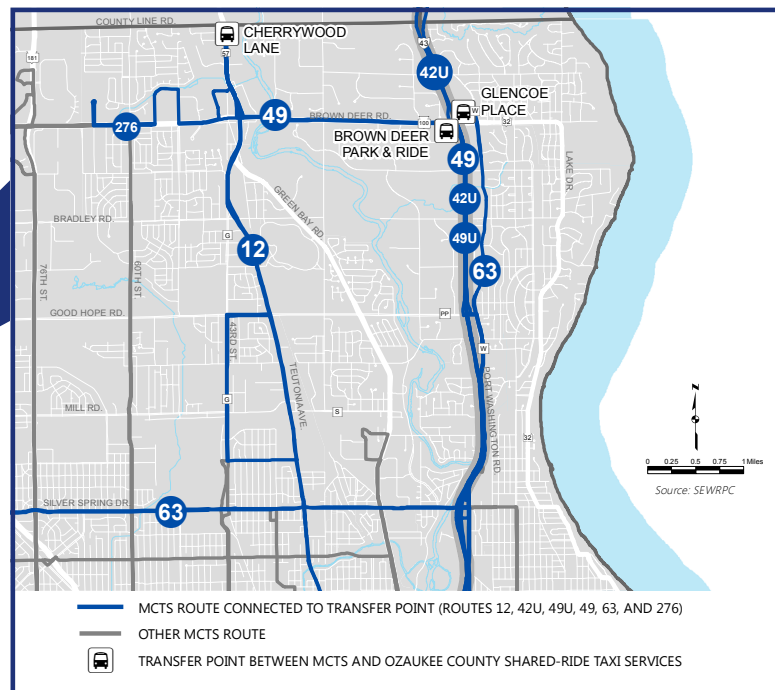 COUNTY LINE RD.
CHERRYWOOD
LANE
57
43
181
42U
GLENCOE
PLACE
W
49
276
BROWN DEER RD.
100
32
BROWN DEER
PARK & RIDE
49
LAKE DR.
42U
GREEN BAY RD.
BRADLEY RD.
G
12
49U
63
76TH ST.
60TH ST.
GOOD HOPE RD.
PP
43RD ST.
W
TEUTONIA AVE.
PORT WASHINGTON RD.
G
MILL RD.
S
32
N
0 0.25 0.5 0.75 1 Miles
Source: SEWRPC
SILVER SPRING DR.
63
MCTS ROUTE CONNECTED TO TRANSFER POINT (ROUTES 12, 42U, 49U, 49, 63, AND 276)
OTHER MCTS ROUTE
TRANSFER POINT BETWEEN MCTS AND OZAUKEE COUNTY SHARED-RIDE TAXI SERVICES